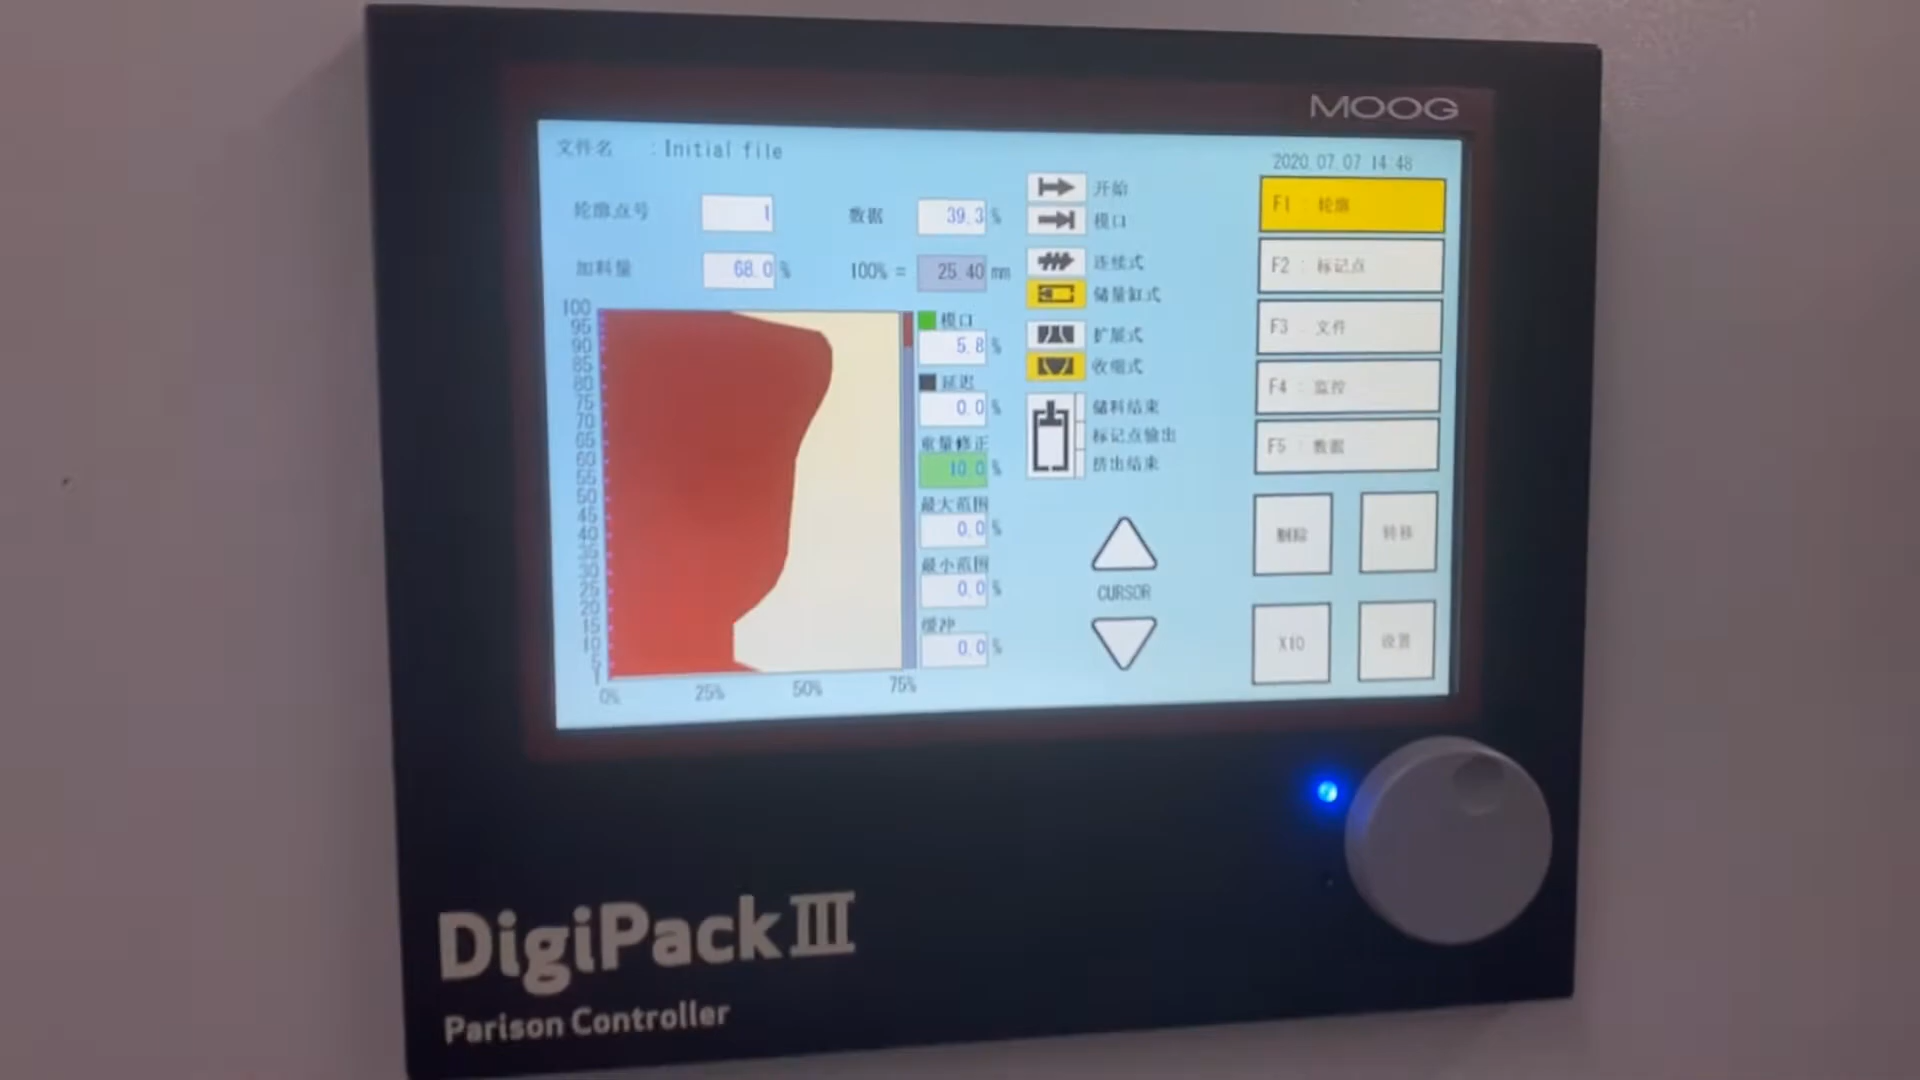 MOOG
文件名 : Initial file
2020.07.07 14:48
轮廓点号 1
数据 39.3 %
加料量 68.0 %
100% = 25.40 mm
100
95
90
85
80
75
70
65
60
55
50
45
40
35
30
25
20
15
10
5
1
0% 25% 50% 75%
模口
5.8 %
延迟
0.0 %
重量修正
10.0 %
最大范围
0.0 %
最小范围
0.0 %
缓冲
0.0 %
开始
模口
连续式
储量缸式
扩展式
收缩式
储料结束
标记点输出
挤出结束
CURSOR
F1 : 轮廓
F2 : 标记点
F3 : 文件
F4 : 监控
F5 : 数据
删除 转移
X10 设置
DigiPack III
Parison Controller